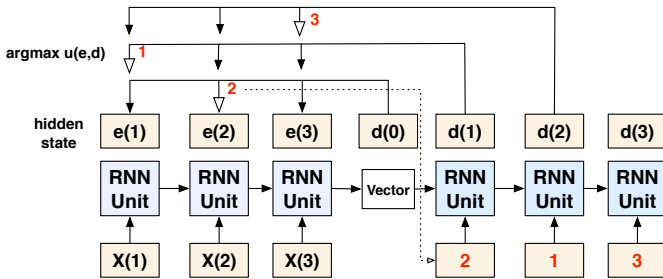 3
argmax u(e,d)
1
2
hidden
state
e(1) e(2) e(3) d(0) d(1) d(2) d(3)
RNN Unit RNN Unit RNN Unit Vector RNN Unit RNN Unit RNN Unit
X(1) X(2) X(3) 2 1 3